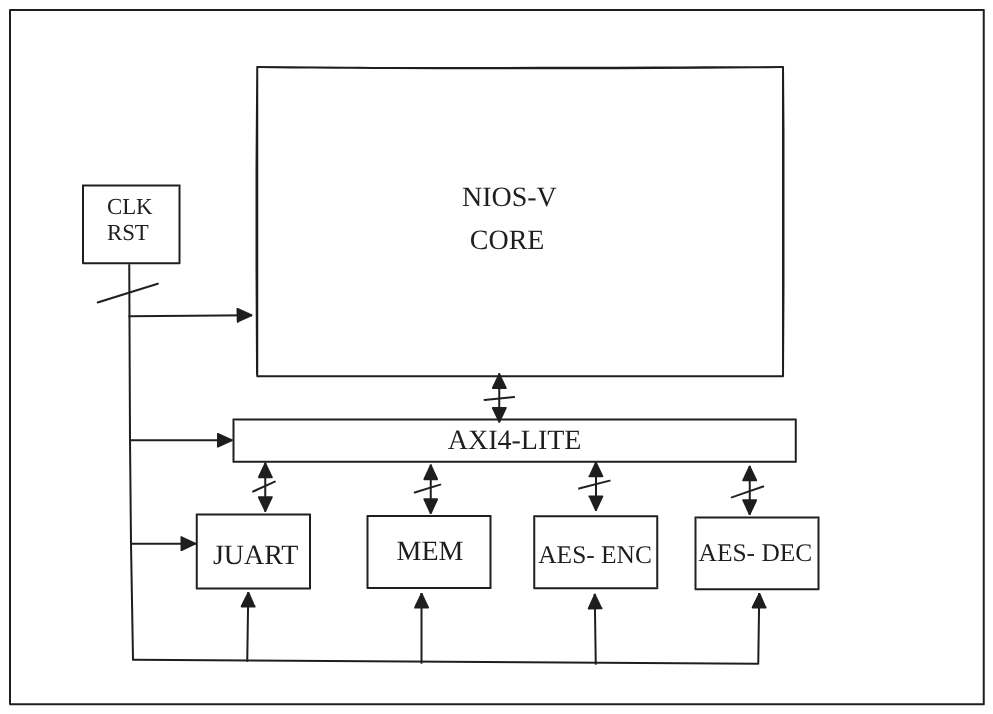 CLK
RST
NIOS-V
CORE
AXI4-LITE
JUART
MEM
AES- ENC
AES- DEC